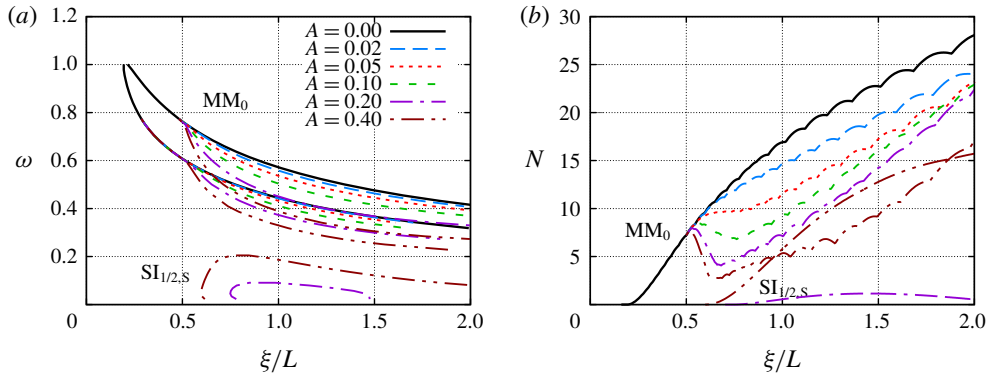 (a)
1.2
1.0
0.8
0.6
0.4
0.2
0
0.5
1.0
1.5
2.0
ω
ξ/L
A = 0.00
A = 0.02
A = 0.05
A = 0.10
A = 0.20
A = 0.40
MM₀
SI₁/₂,S
(b)
30
25
20
15
10
5
0
0.5
1.0
1.5
2.0
N
ξ/L
MM₀
SI₁/₂,S